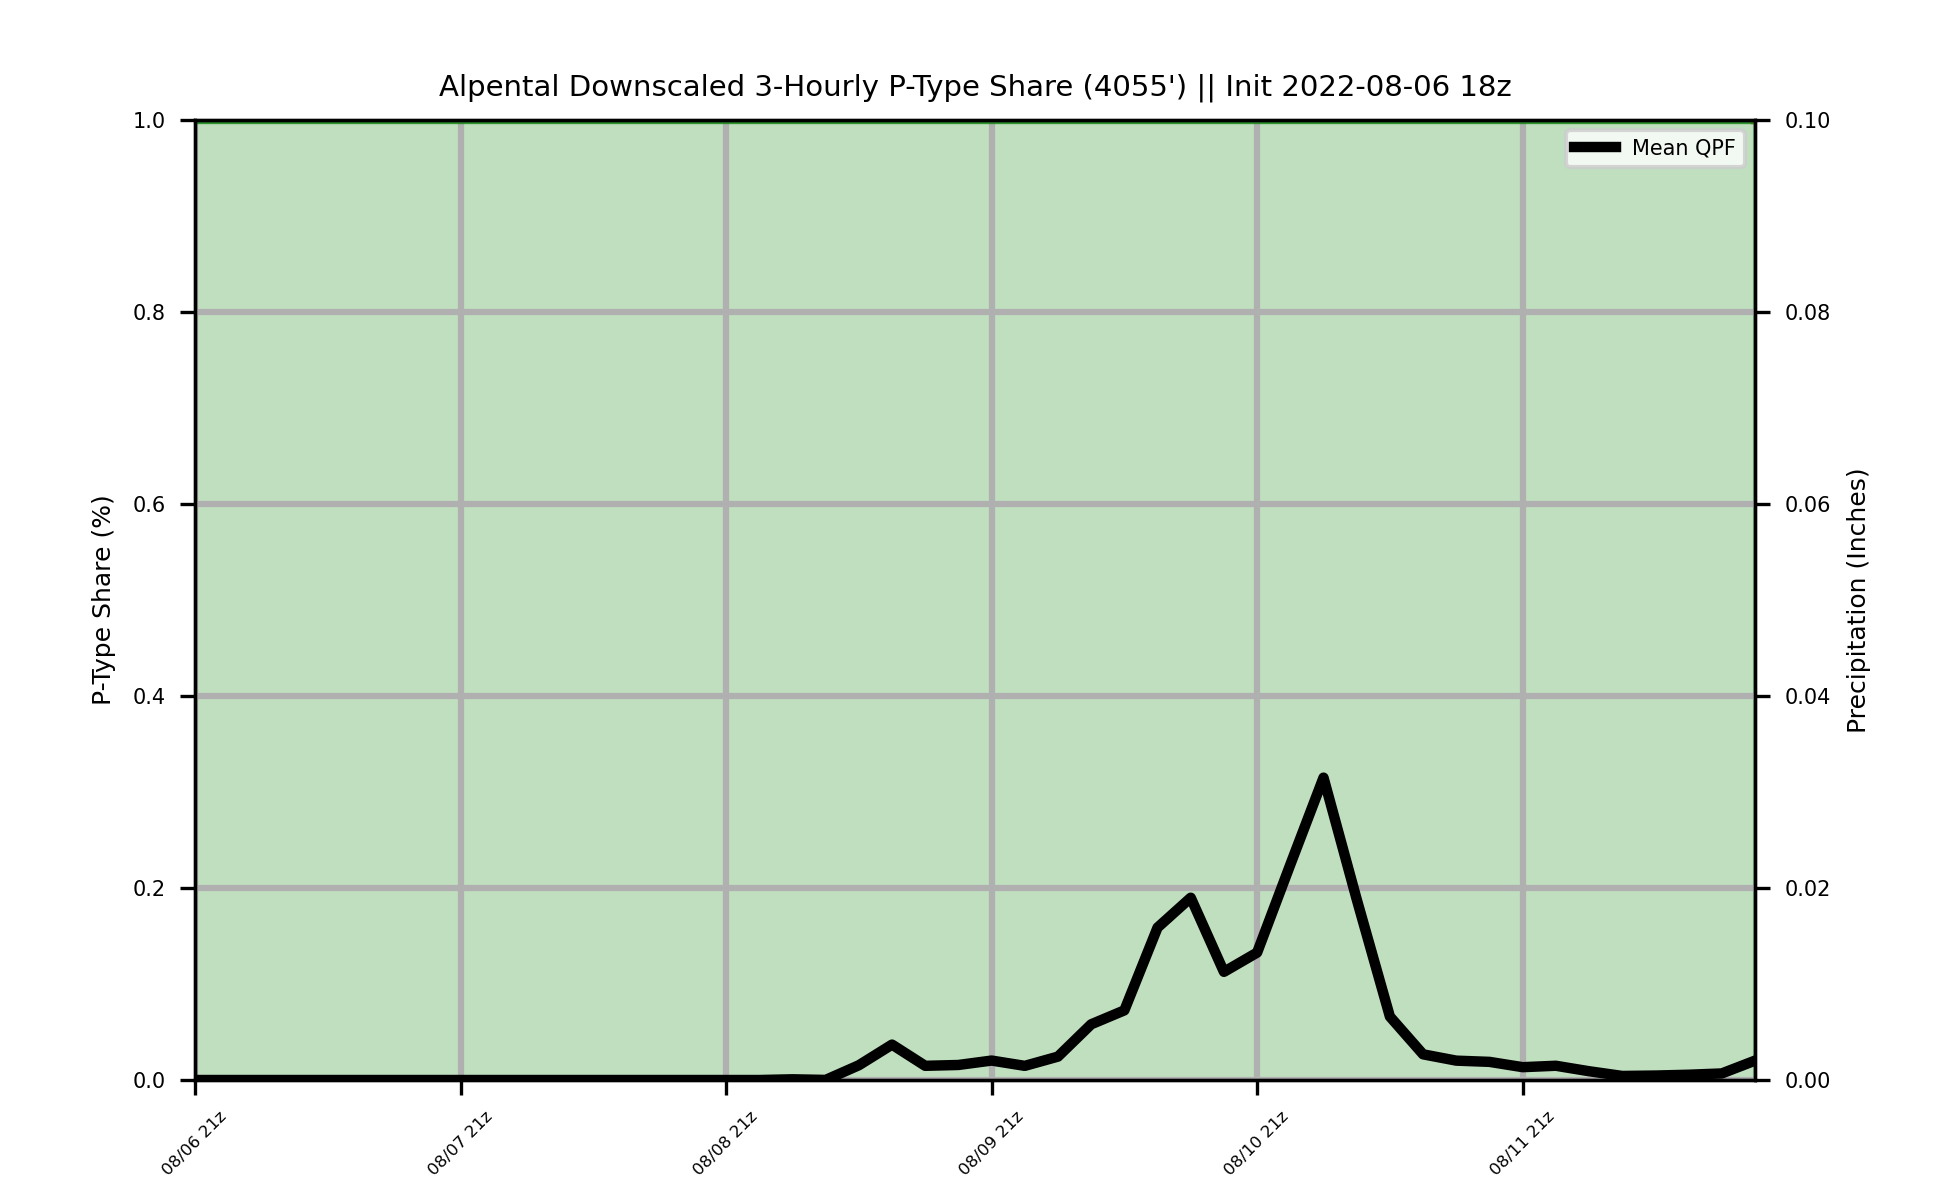 Alpental Downscaled 3-Hourly P-Type Share (4055') || Init 2022-08-06 18z
Mean QPF
P-Type Share (%)
1.0
0.8
0.6
0.4
0.2
0.0
0.10
0.08
0.06
0.04
0.02
0.00
Precipitation (Inches)
08/06 21z
08/07 21z
08/08 21z
08/09 21z
08/10 21z
08/11 21z